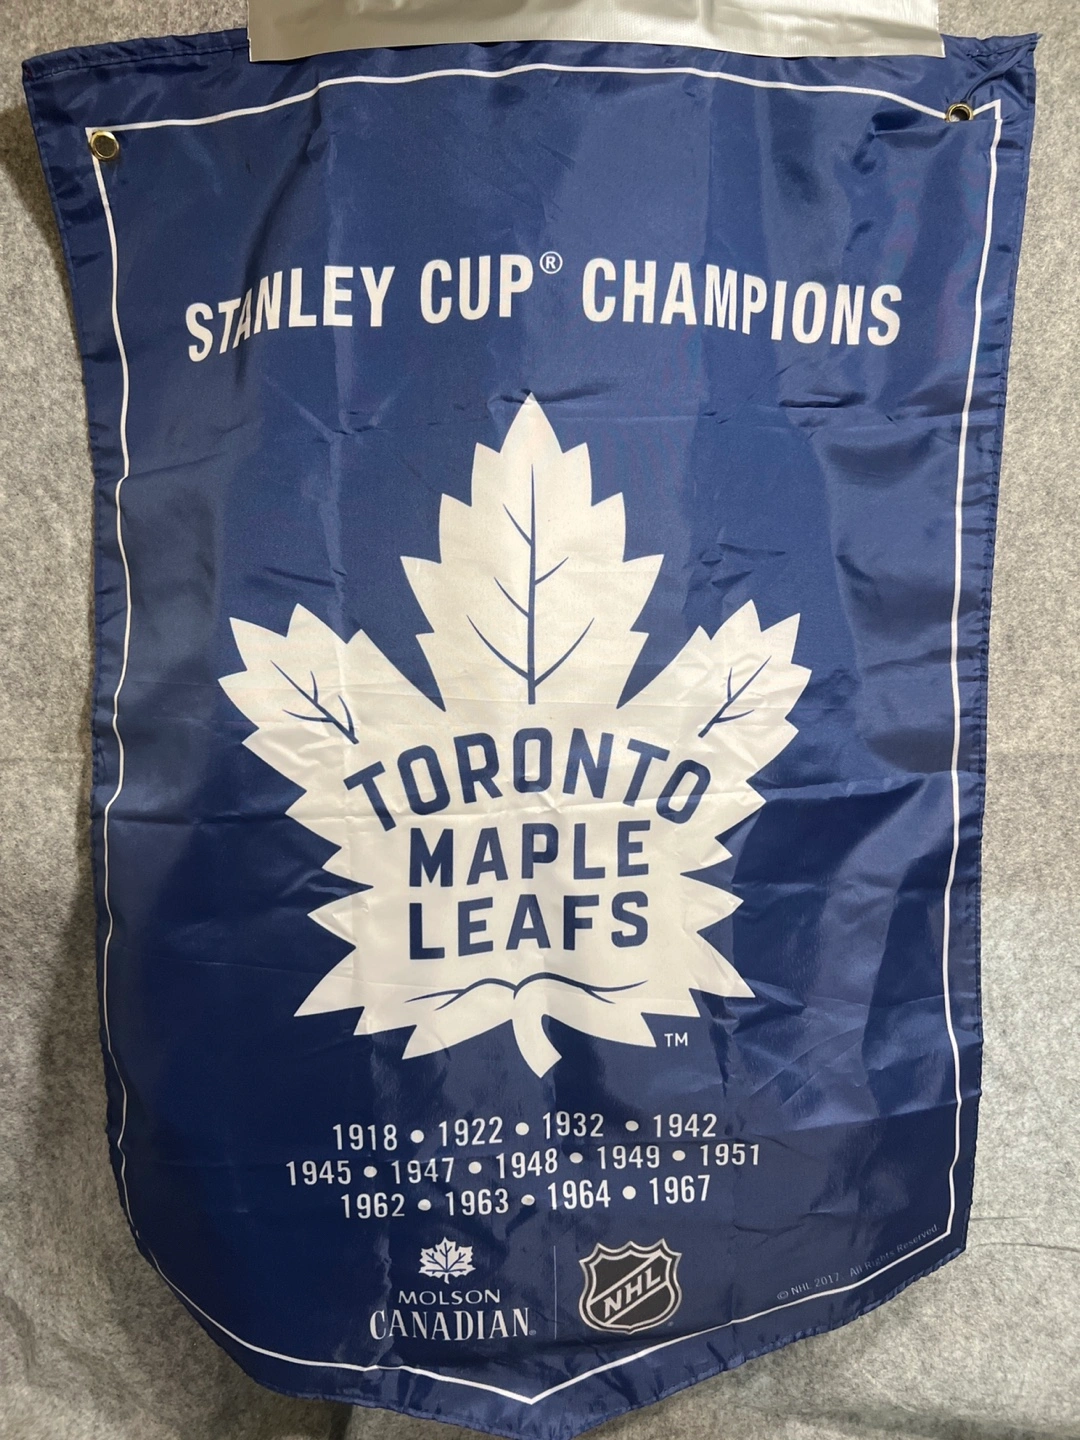 STANLEY CUP® CHAMPIONS
TORONTO
MAPLE
LEAFS
TM
1918 • 1922 • 1932 • 1942
1945 • 1947 • 1948 • 1949 • 1951
1962 • 1963 • 1964 • 1967
MOLSON
CANADIAN
NHL
© NHL 2017. All Rights Reserved